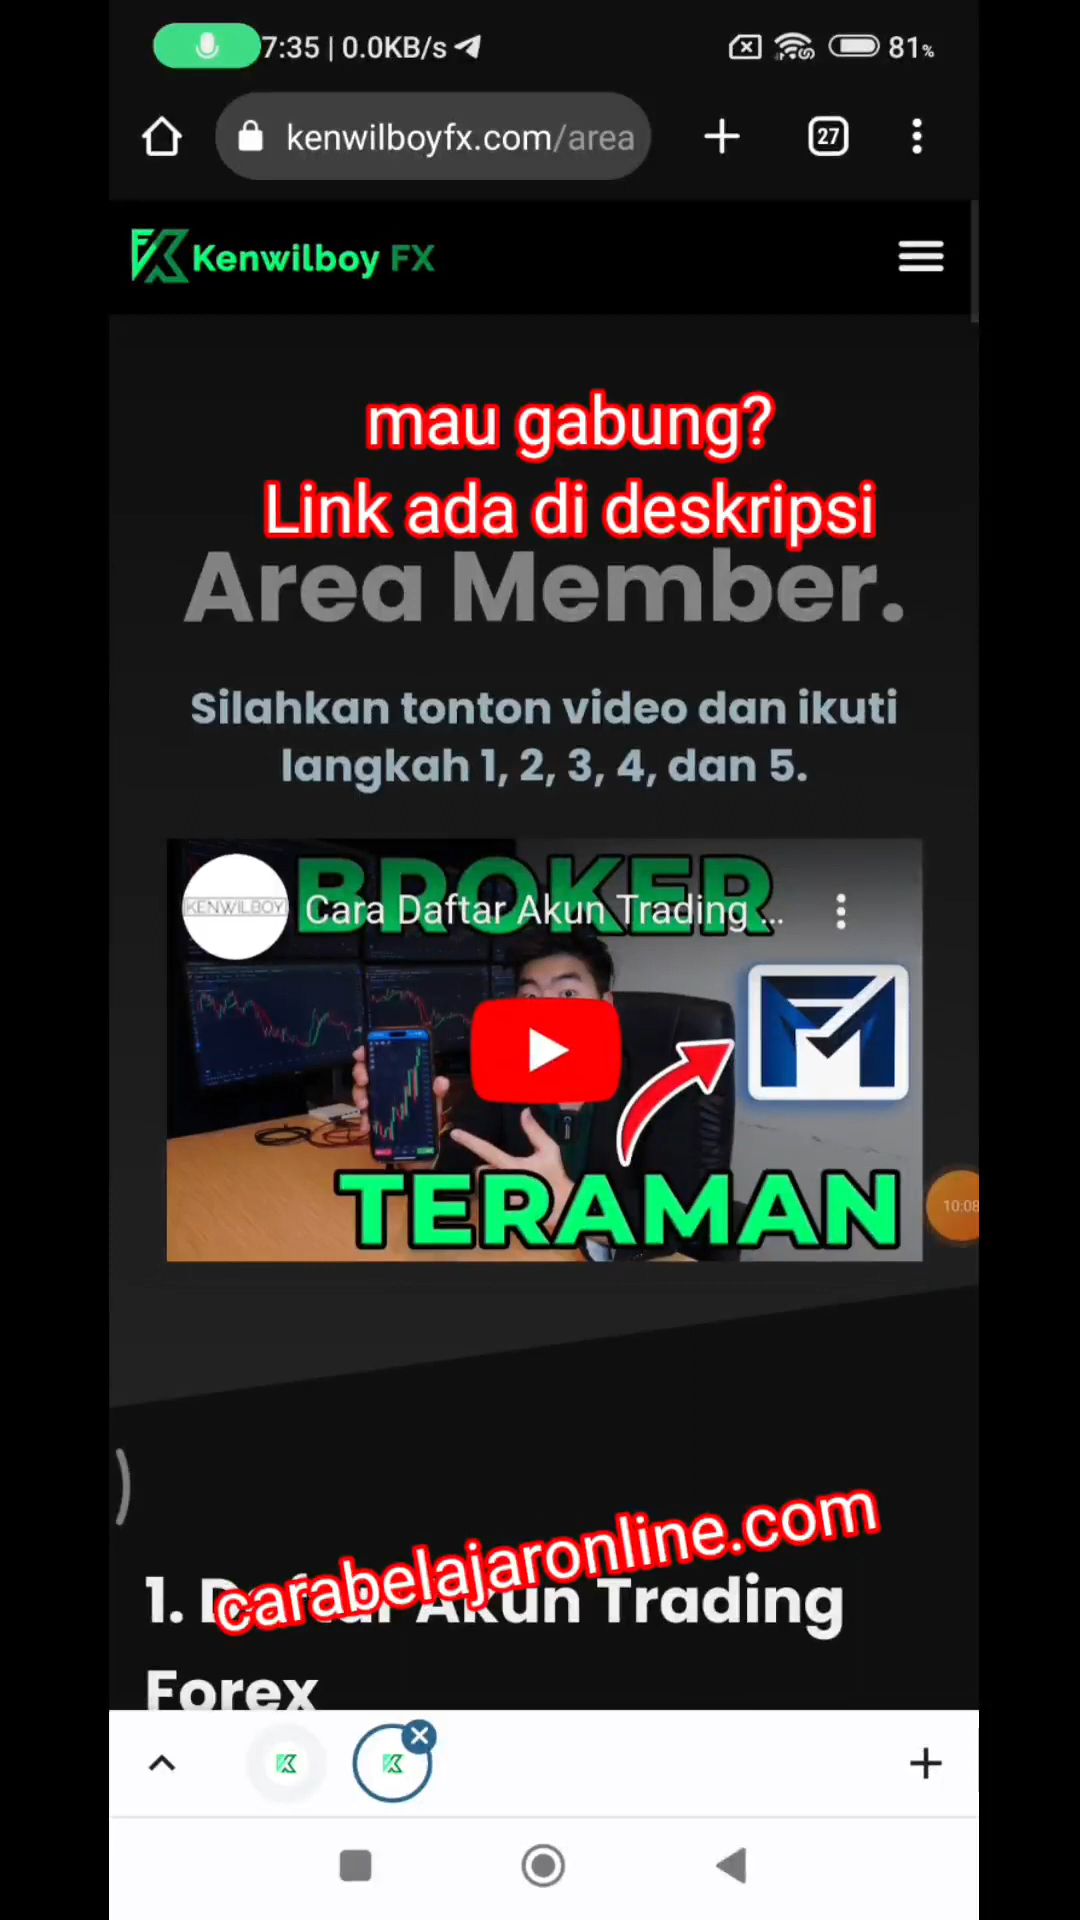 7:35 | 0.0KB/s
81%
kenwilboyfx.com/area
27
Kenwilboy FX
mau gabung?
Link ada di deskripsi
Area Member.
Silahkan tonton video dan ikuti
langkah 1, 2, 3, 4, dan 5.
BROKER
KENWILBOY
Cara Daftar Akun Trading ...
TERAMAN
10:08
carabelajaronline.com
1. Daftar Akun Trading
Forex